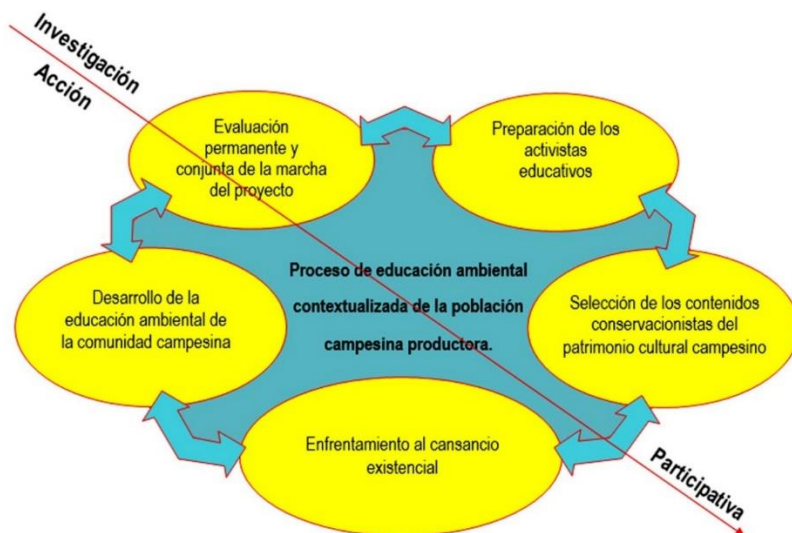 Investigación
Acción
Evaluación
permanente y
conjunta de la marcha
del proyecto
Preparación de los
activistas
educativos
Desarrollo de la
educación ambiental de
la comunidad campesina
Proceso de educación ambiental
contextualizada de la población
campesina productora.
Selección de los contenidos
conservacionistas del
patrimonio cultural campesino
Enfrentamiento al cansancio
existencial
Participativa